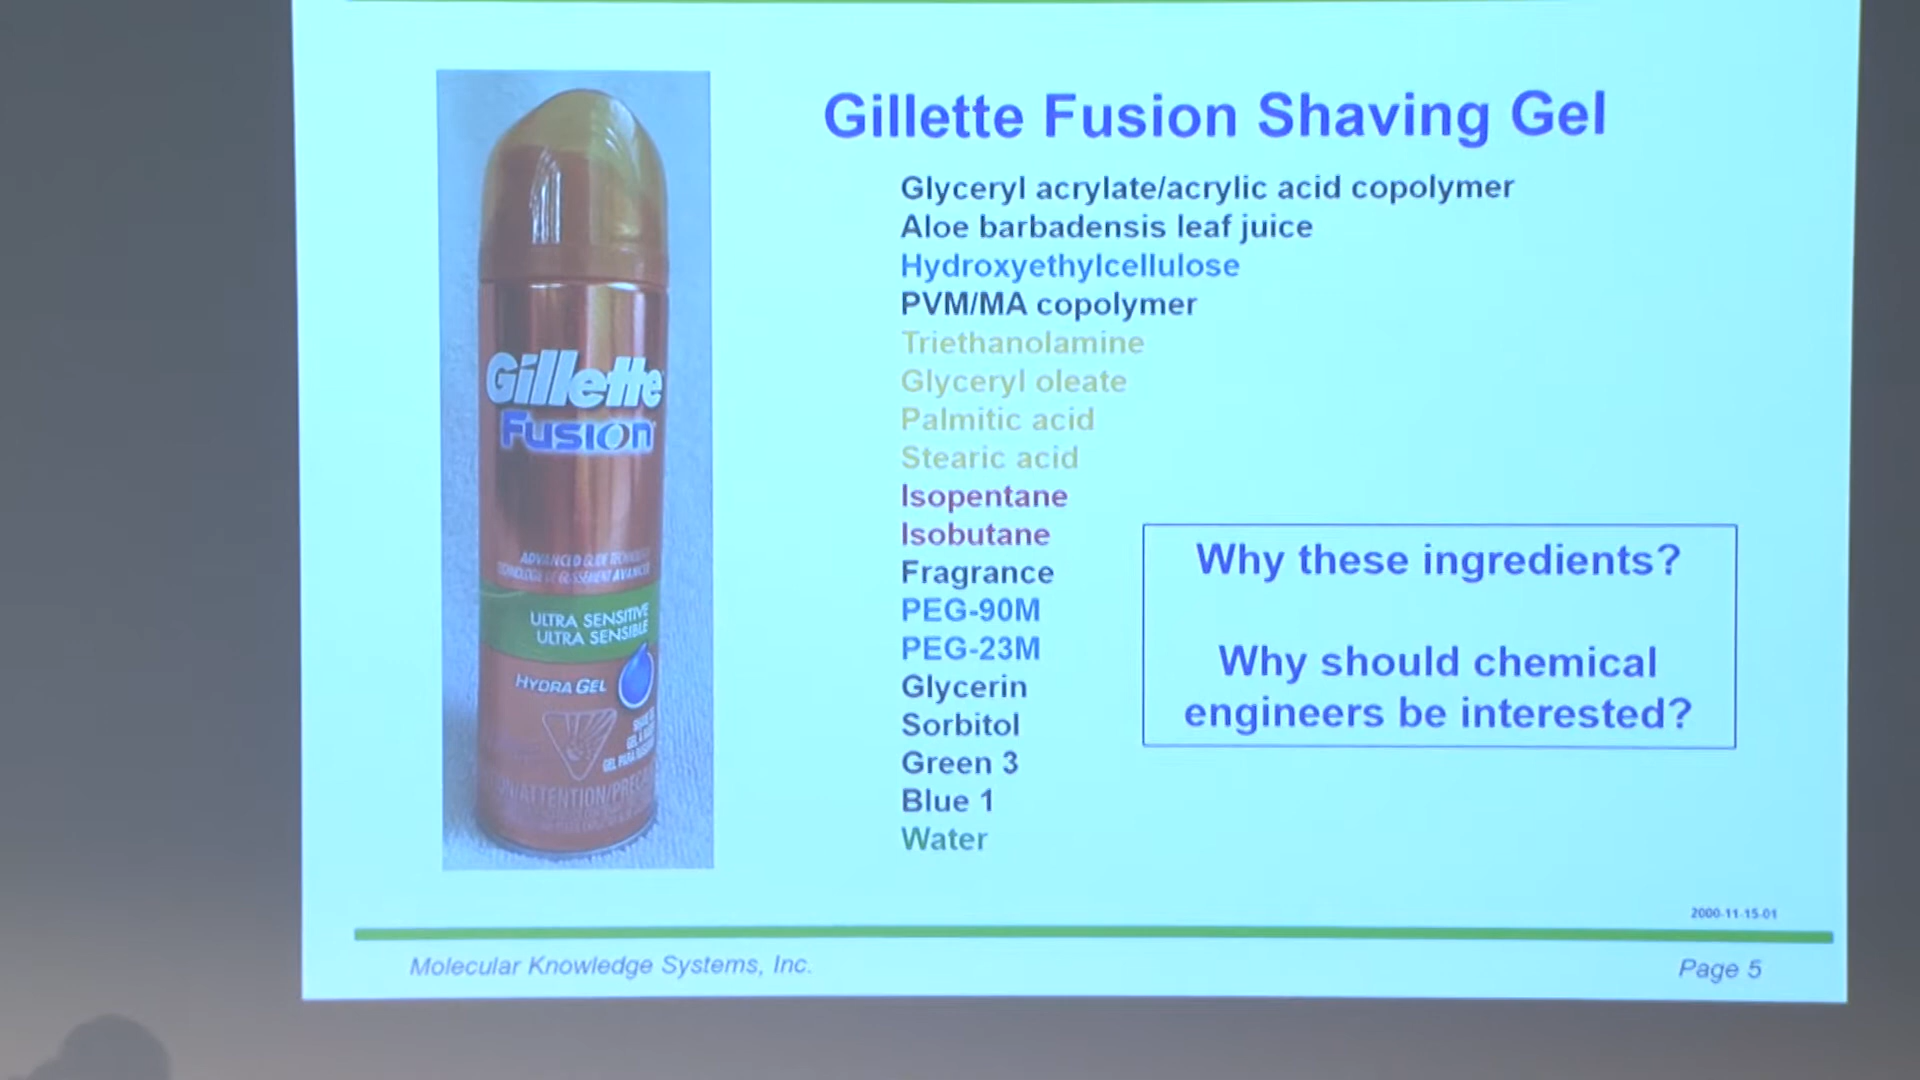 Gillette Fusion Shaving Gel
Glyceryl acrylate/acrylic acid copolymer
Aloe barbadensis leaf juice
Hydroxyethylcellulose
PVM/MA copolymer
Triethanolamine
Glyceryl oleate
Palmitic acid
Stearic acid
Isopentane
Isobutane
Fragrance
PEG-90M
PEG-23M
Glycerin
Sorbitol
Green 3
Blue 1
Water
Why these ingredients?
Why should chemical
engineers be interested?
Gillette
Fusion
ADVANCED GLIDE TECHNOLOGY
ULTRA SENSITIVE
ULTRA SENSIBLE
HYDRA GEL
2000-11-15-01
Molecular Knowledge Systems, Inc.
Page 5